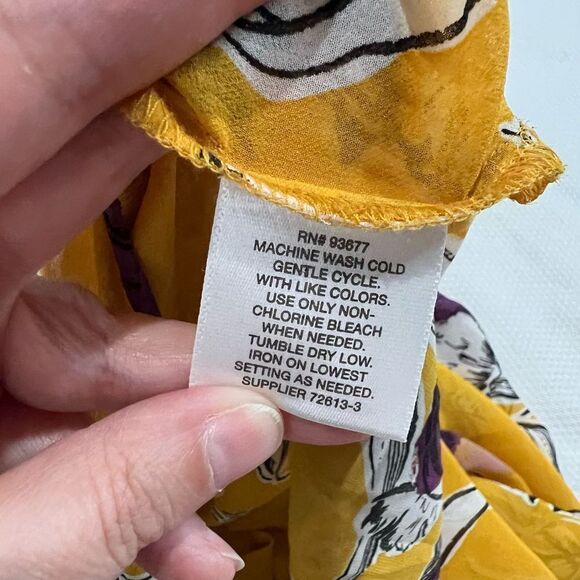 RN# 93677
MACHINE WASH COLD
GENTLE CYCLE.
WITH LIKE COLORS.
USE ONLY NON-
CHLORINE BLEACH
WHEN NEEDED.
TUMBLE DRY LOW.
IRON ON LOWEST
SETTING AS NEEDED.
SUPPLIER 72613-3